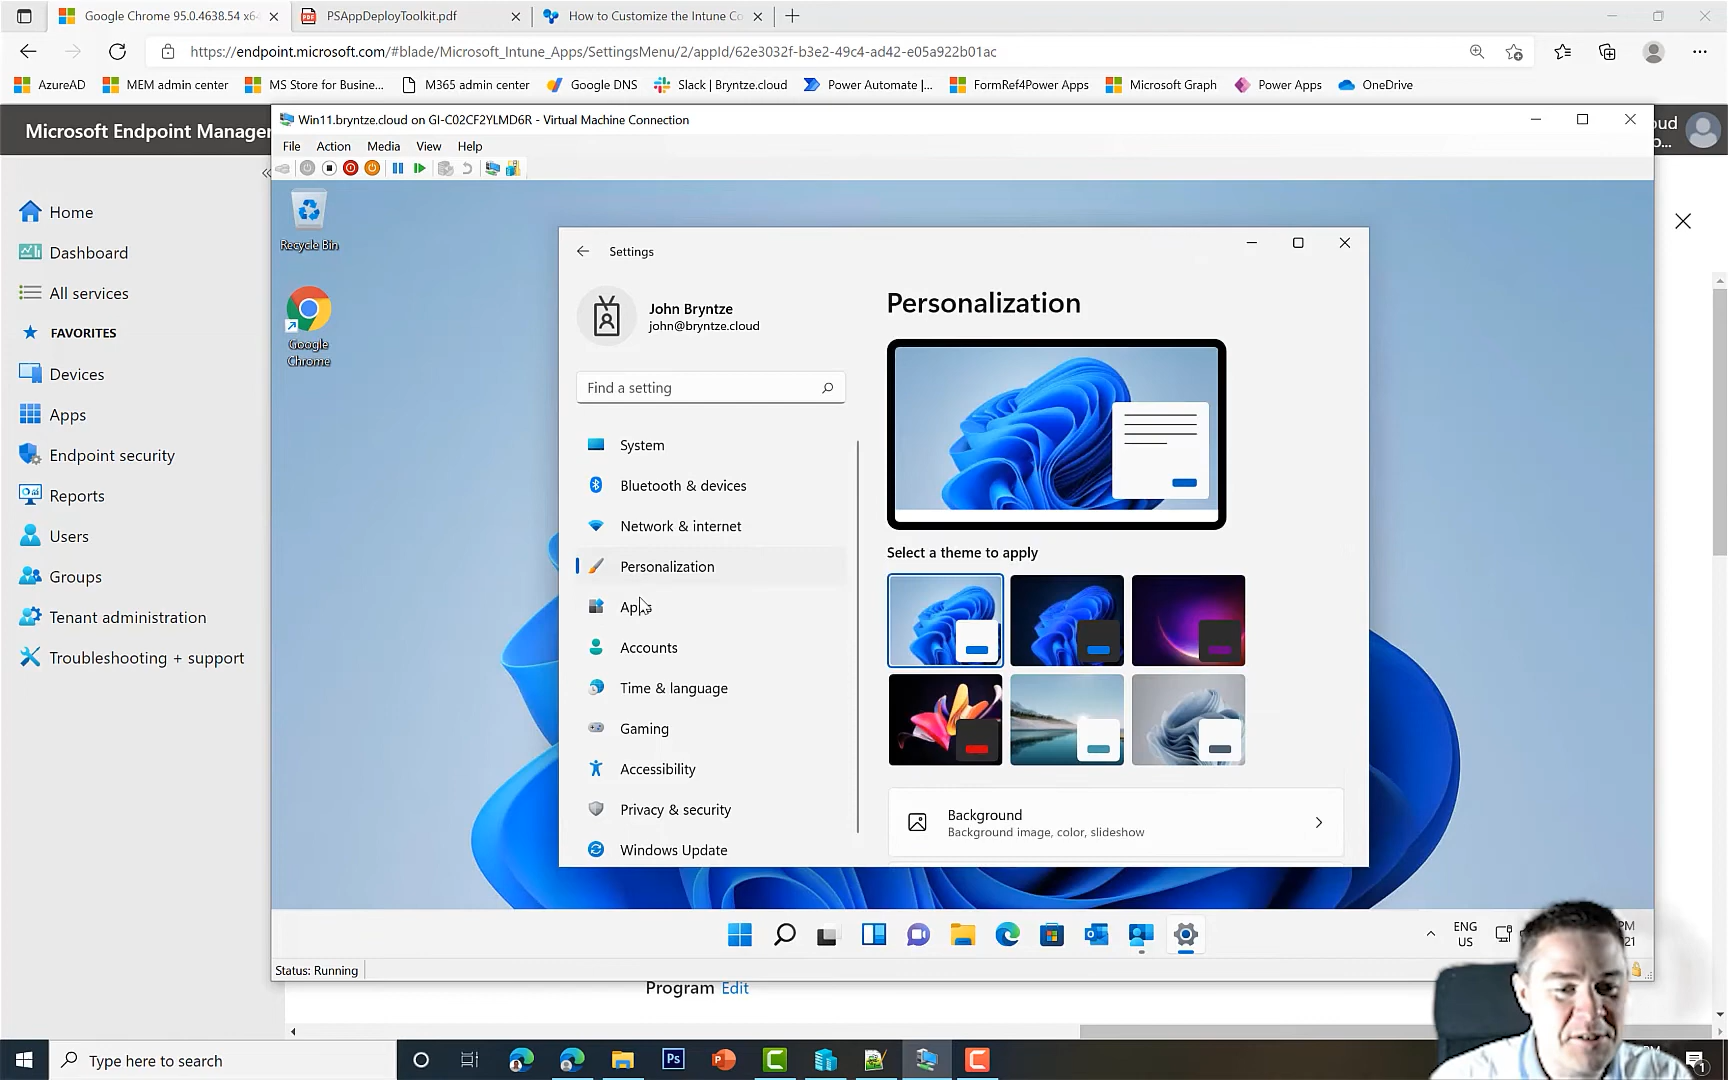 Google Chrome 95.0.4638.54 x64
PSAppDeployToolkit.pdf
How to Customize the Intune Co
https://endpoint.microsoft.com/#blade/Microsoft_Intune_Apps/SettingsMenu/2/appId/62e3032f-b3e2-49c4-ad42-e05a922b01ac
AzureAD
MEM admin center
MS Store for Busine...
M365 admin center
Google DNS
Slack | Bryntze.cloud
Power Automate |...
FormRef4Power Apps
Microsoft Graph
Power Apps
OneDrive
Microsoft Endpoint Manager
Win11.bryntze.cloud on GI-C02CF2YLMD6R - Virtual Machine Connection
File
Action
Media
View
Help
Home
Dashboard
All services
FAVORITES
Devices
Apps
Endpoint security
Reports
Users
Groups
Tenant administration
Troubleshooting + support
Recycle Bin
Google
Chrome
Settings
John Bryntze
john@bryntze.cloud
Find a setting
System
Bluetooth & devices
Network & internet
Personalization
Apps
Accounts
Time & language
Gaming
Accessibility
Privacy & security
Windows Update
Personalization
Select a theme to apply
Background
Background image, color, slideshow
ENG
US
Status: Running
Program Edit
Type here to search
Ps